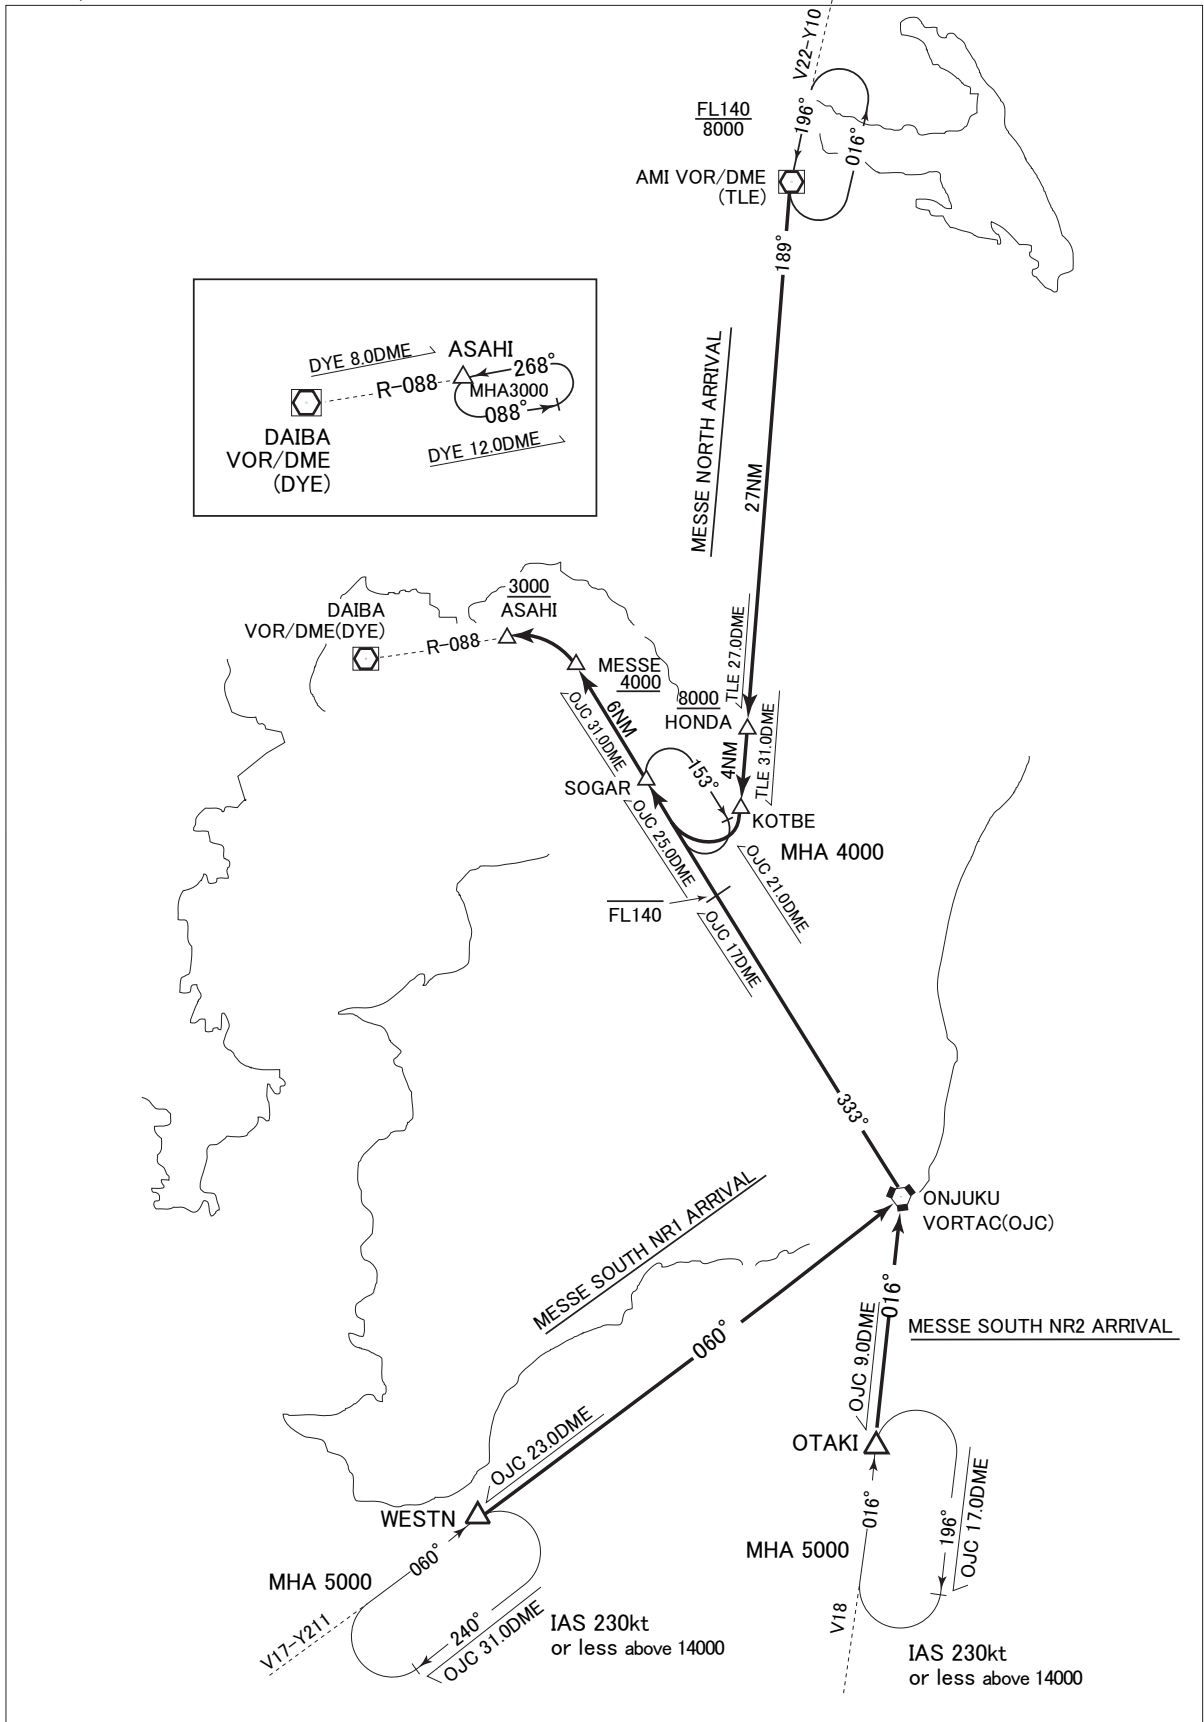 V22-Y10
FL140
8000
196°
016°
AMI VOR/DME
(TLE)
189°
MESSE NORTH ARRIVAL
27NM
DYE 8.0DME
ASAHI
268°
R-088
MHA3000
088°
DYE 12.0DME
DAIBA
VOR/DME
(DYE)
3000
ASAHI
DAIBA
VOR/DME(DYE)
R-088
MESSE
4000
TLE 27.0DME
8000
HONDA
OJC 31.0DME
6NM
4NM
TLE 31.0DME
153°
SOGAR
KOTBE
MHA 4000
OJC 25.0DME
OJC 21.0DME
FL140
OJC 17DME
333°
ONJUKU
VORTAC(OJC)
MESSE SOUTH NR1 ARRIVAL
016°
MESSE SOUTH NR2 ARRIVAL
060°
OJC 9.0DME
OJC 23.0DME
OTAKI
WESTN
016°
196°
OJC 17.0DME
MHA 5000
060°
MHA 5000
240°
OJC 31.0DME
V17-Y211
V18
IAS 230kt
or less above 14000
IAS 230kt
or less above 14000